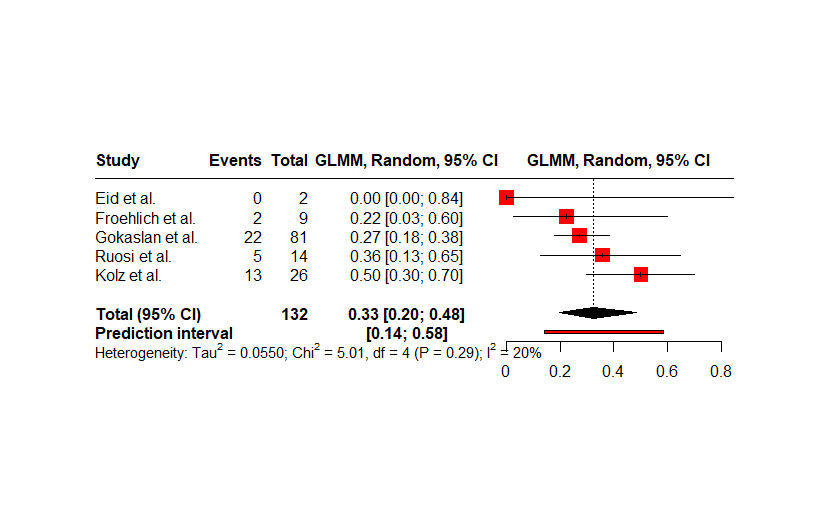 Study Events Total GLMM, Random, 95% CI GLMM, Random, 95% CI
Eid et al. 0 2 0.00 [0.00; 0.84]
Froehlich et al. 2 9 0.22 [0.03; 0.60]
Gokaslan et al. 22 81 0.27 [0.18; 0.38]
Ruosi et al. 5 14 0.36 [0.13; 0.65]
Kolz et al. 13 26 0.50 [0.30; 0.70]
Total (95% CI) 132 0.33 [0.20; 0.48]
Prediction interval [0.14; 0.58]
Heterogeneity: Tau² = 0.0550; Chi² = 5.01, df = 4 (P = 0.29); I² = 20%
0 0.2 0.4 0.6 0.8